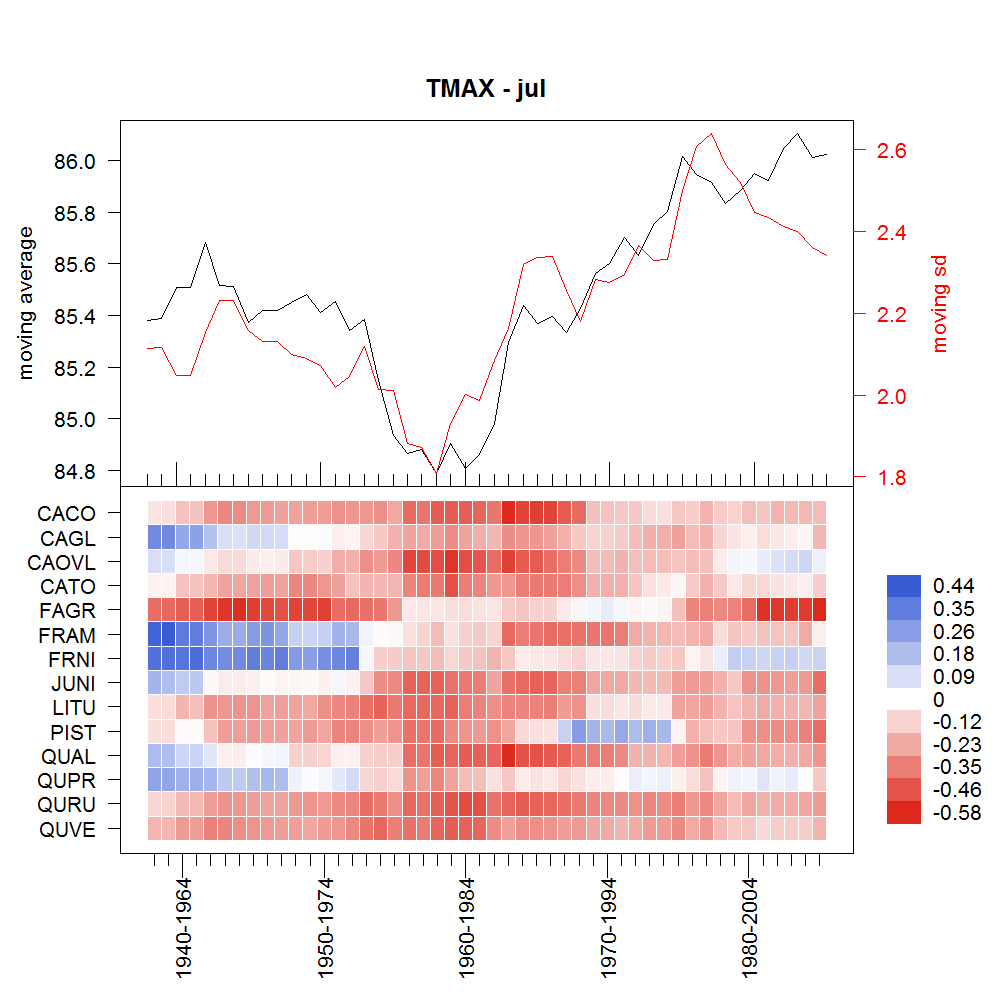 TMAX - jul
moving average
86.0
85.8
85.6
85.4
85.2
85.0
84.8
2.6
2.4
2.2
2.0
1.8
moving sd
CACO
CAGL
CAOVL
CATO
FAGR
FRAM
FRNI
JUNI
LITU
PIST
QUAL
QUPR
QURU
QUVE
0.44
0.35
0.26
0.18
0.09
0
-0.12
-0.23
-0.35
-0.46
-0.58
1940-1964
1950-1974
1960-1984
1970-1994
1980-2004